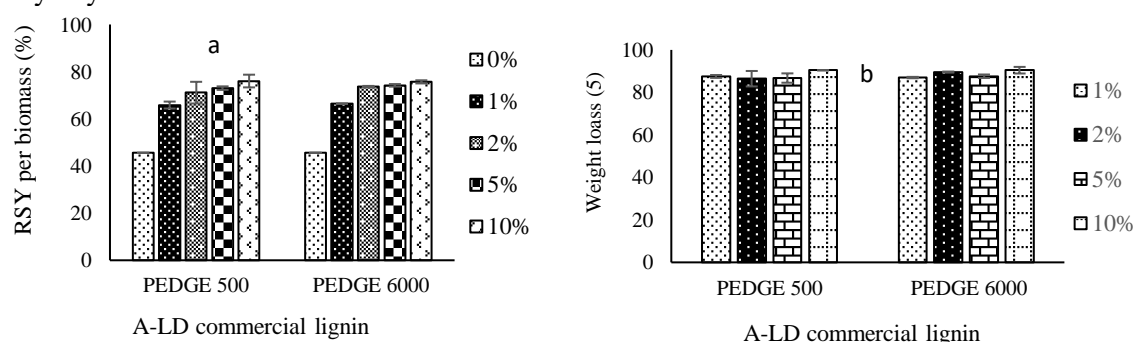 100
80
60
40
20
0
RSY per biomass (%)
a
0%
1%
2%
5%
10%
PEDGE 500
PEDGE 6000
A-LD commercial lignin
100
80
60
40
20
0
Weight loass (5)
b
1%
2%
5%
10%
PEDGE 500
PEDGE 6000
A-LD commercial lignin